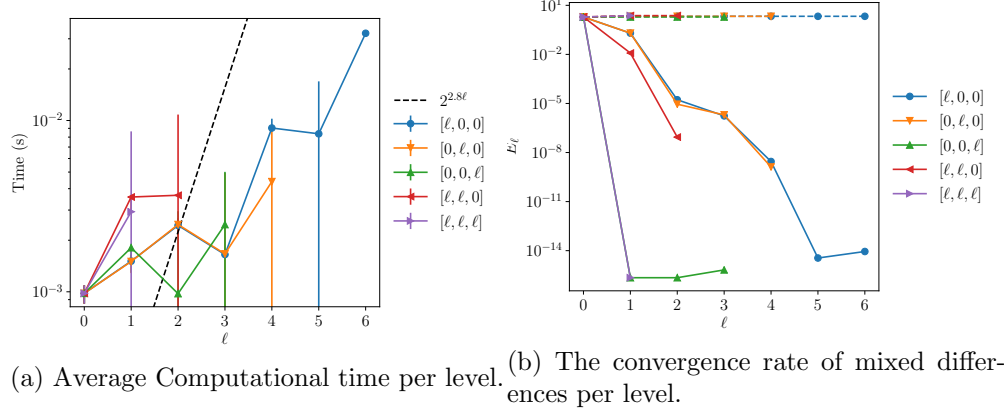 10⁻²
10⁻³
Time (s)
0 1 2 3 4 5 6
ℓ
2^{2.8ℓ}
[ℓ, 0, 0]
[0, ℓ, 0]
[0, 0, ℓ]
[ℓ, ℓ, 0]
[ℓ, ℓ, ℓ]
(a) Average Computational time per level.
10¹
10⁻²
10⁻⁵
10⁻⁸
10⁻¹¹
10⁻¹⁴
E_ℓ
0 1 2 3 4 5 6
ℓ
[ℓ, 0, 0]
[0, ℓ, 0]
[0, 0, ℓ]
[ℓ, ℓ, 0]
[ℓ, ℓ, ℓ]
(b) The convergence rate of mixed differ-
ences per level.